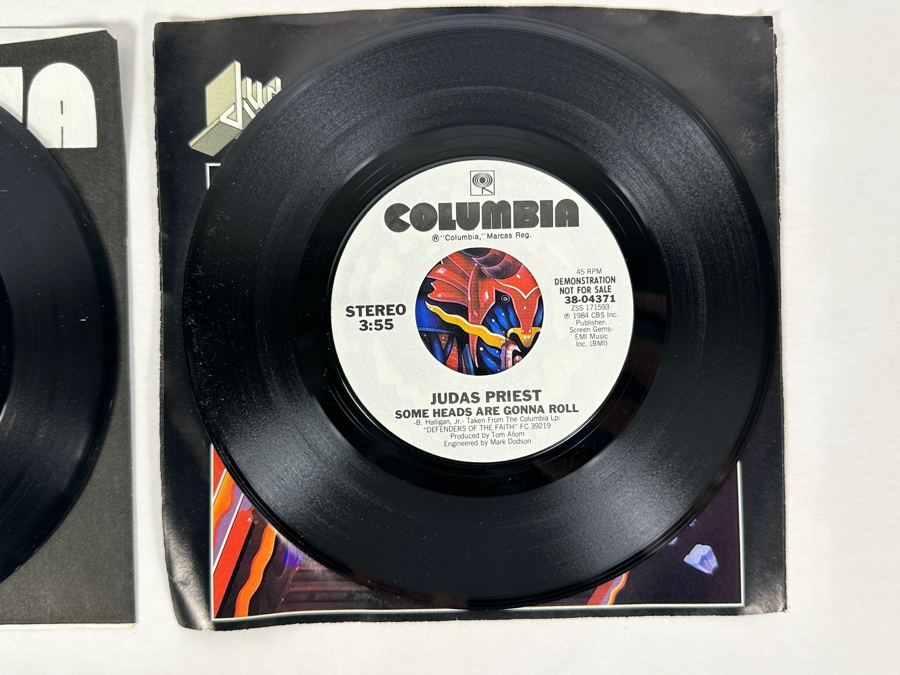 COLUMBIA
® "Columbia," Marcas Reg.
STEREO
3:55
45 RPM
DEMONSTRATION
NOT FOR SALE
38-04371
ZSS 171593
℗ 1984 CBS Inc.
Publisher:
Screen Gems-
EMI Music
Inc. (BMI)
JUDAS PRIEST
SOME HEADS ARE GONNA ROLL
-B. Halligan, Jr.- Taken From The Columbia Lp:
"DEFENDERS OF THE FAITH" FC 39219
Produced by Tom Allom
Engineered by Mark Dodson